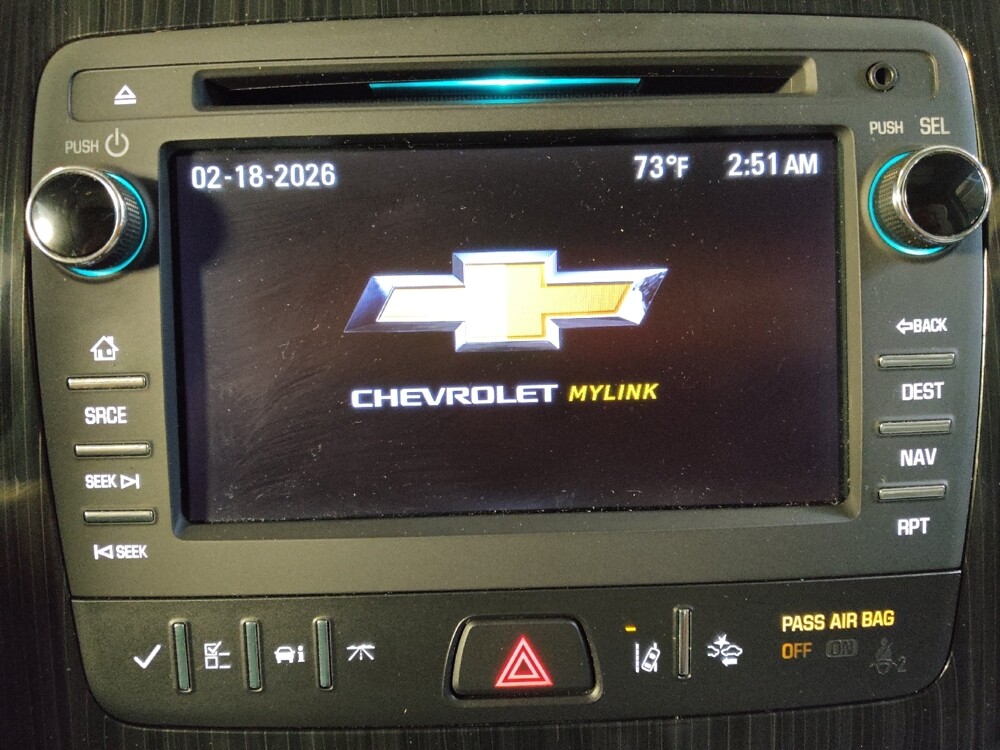 PUSH
PUSH SEL
02-18-2026 73°F 2:51 AM
CHEVROLET MYLINK
SRCE
SEEK
SEEK
BACK
DEST
NAV
RPT
i
PASS AIR BAG
OFF ON
2